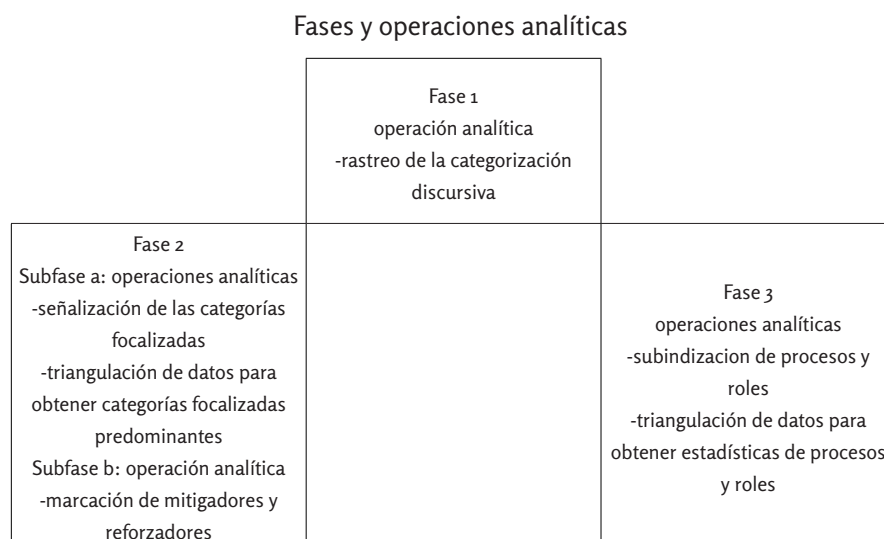 Fases y operaciones analíticas
Fase 1
operación analítica
-rastreo de la categorización
discursiva
Fase 2
Subfase a: operaciones analíticas
-señalización de las categorías
focalizadas
-triangulación de datos para
obtener categorías focalizadas
predominantes
Subfase b: operación analítica
-marcación de mitigadores y
reforzadores
Fase 3
operaciones analíticas
-subindizacion de procesos y
roles
-triangulación de datos para
obtener estadísticas de procesos
y roles